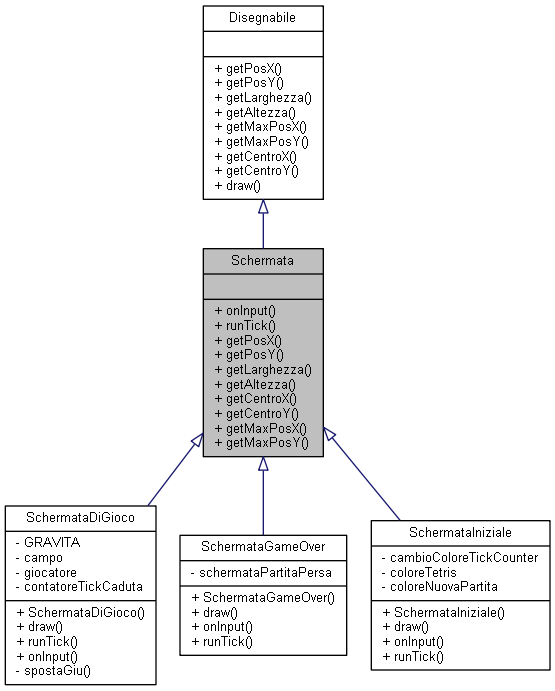 Disegnabile
+ getPosX()
+ getPosY()
+ getLarghezza()
+ getAltezza()
+ getMaxPosX()
+ getMaxPosY()
+ getCentroX()
+ getCentroY()
+ draw()
Schermata
+ onInput()
+ runTick()
+ getPosX()
+ getPosY()
+ getLarghezza()
+ getAltezza()
+ getCentroX()
+ getCentroY()
+ getMaxPosX()
+ getMaxPosY()
SchermataDiGioco
- GRAVITA
- campo
- giocatore
- contatoreTickCaduta
+ SchermataDiGioco()
+ draw()
+ runTick()
+ onInput()
- spostaGiu()
SchermataGameOver
- schermataPartitaPersa
+ SchermataGameOver()
+ draw()
+ onInput()
+ runTick()
SchermataIniziale
- cambioColoreTickCounter
- coloreTetris
- coloreNuovaPartita
+ SchermataIniziale()
+ draw()
+ onInput()
+ runTick()